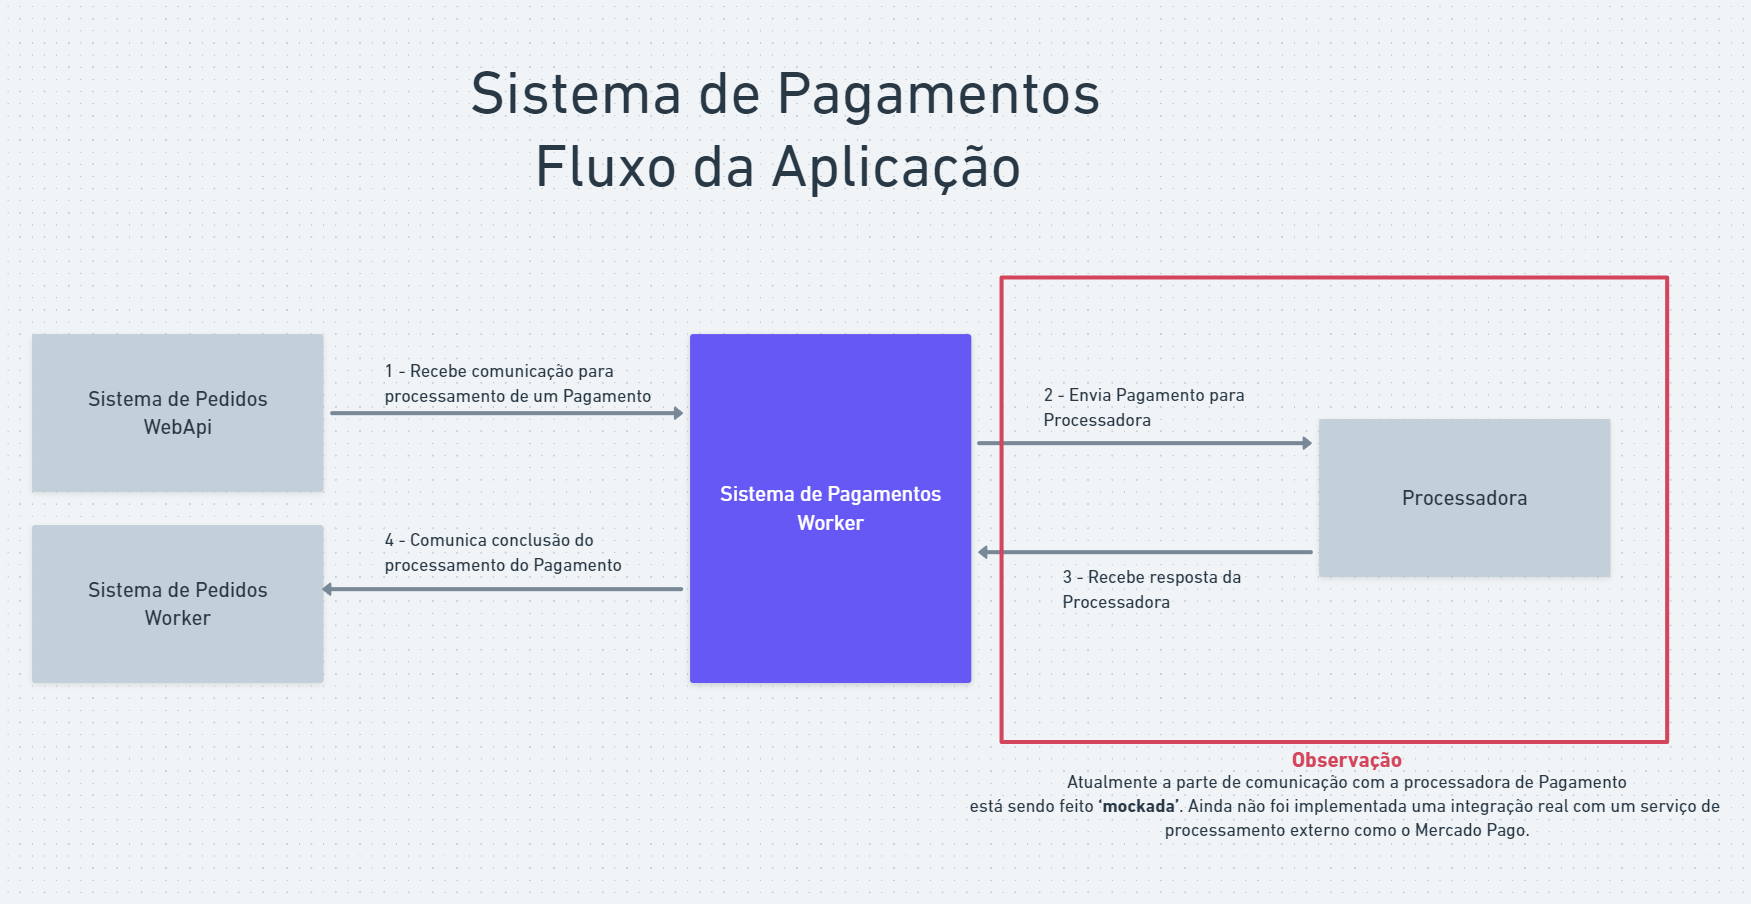 Sistema de Pagamentos
Fluxo da Aplicação
Sistema de Pedidos
WebApi
1 - Recebe comunicação para
processamento de um Pagamento
Sistema de Pagamentos
Worker
2 - Envia Pagamento para
Processadora
Processadora
3 - Recebe resposta da
Processadora
4 - Comunica conclusão do
processamento do Pagamento
Sistema de Pedidos
Worker
Observação
Atualmente a parte de comunicação com a processadora de Pagamento
está sendo feito ‘mockada’. Ainda não foi implementada uma integração real com um serviço de
processamento externo como o Mercado Pago.